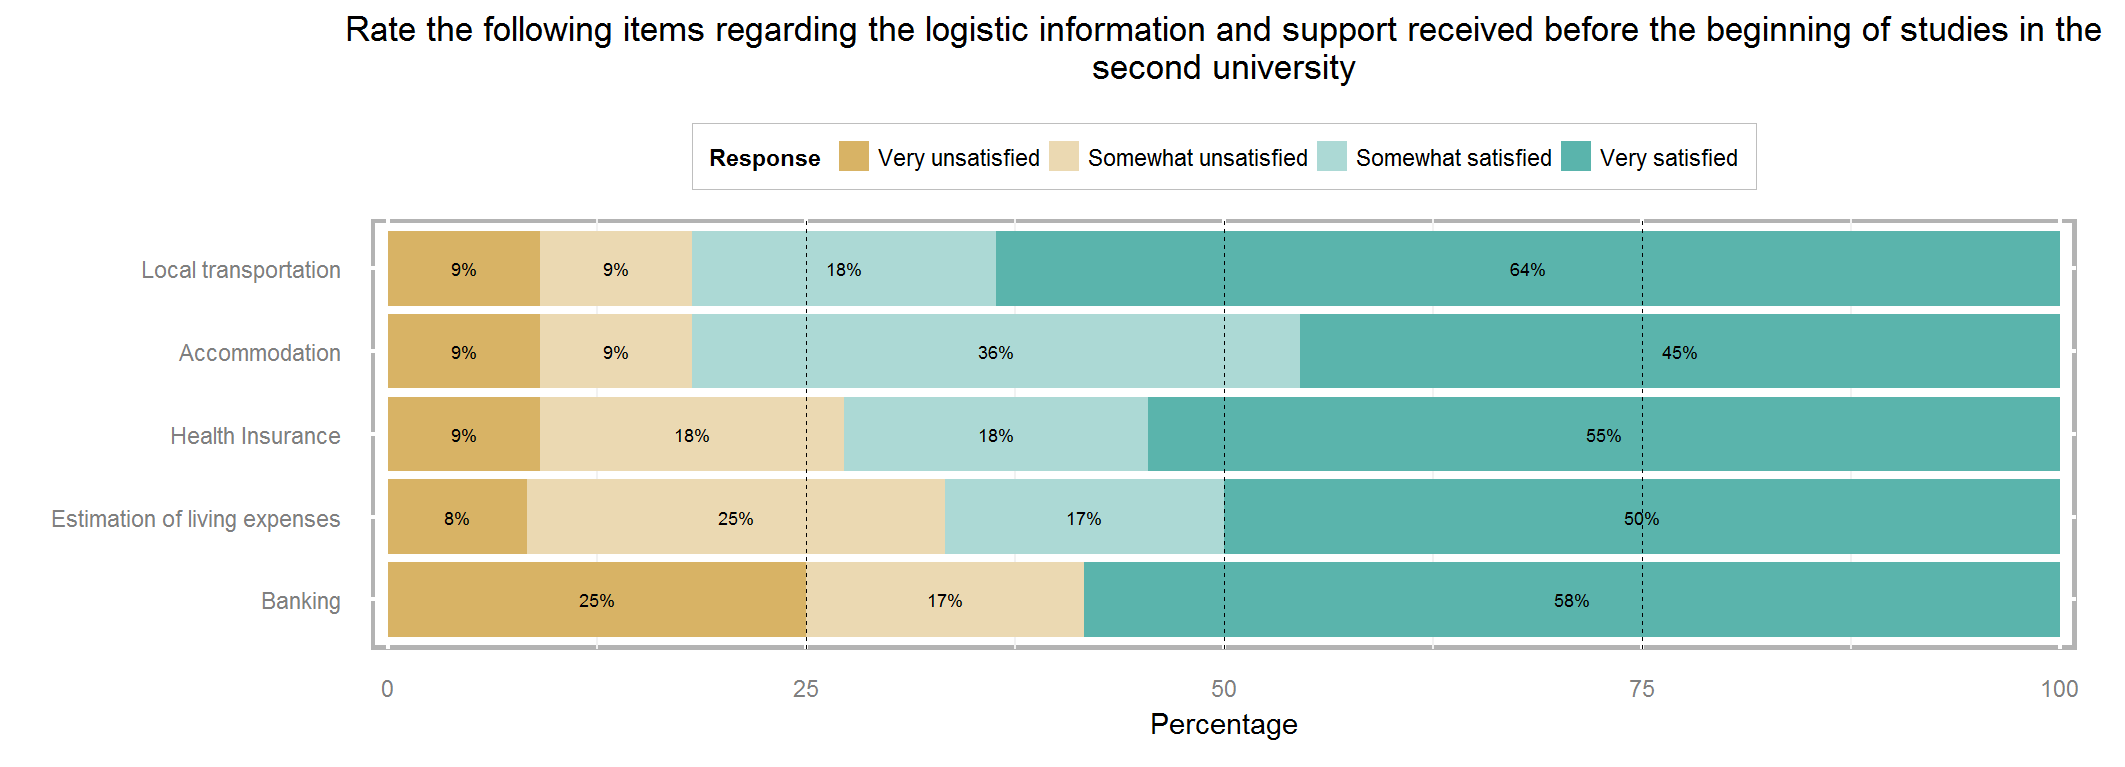 Rate the following items regarding the logistic information and support received before the beginning of studies in the
second university
Response Very unsatisfied Somewhat unsatisfied Somewhat satisfied Very satisfied
Local transportation 9% 9% 18% 64%
Accommodation 9% 9% 36% 45%
Health Insurance 9% 18% 18% 55%
Estimation of living expenses 8% 25% 17% 50%
Banking 25% 17% 58%
0 25 50 75 100
Percentage